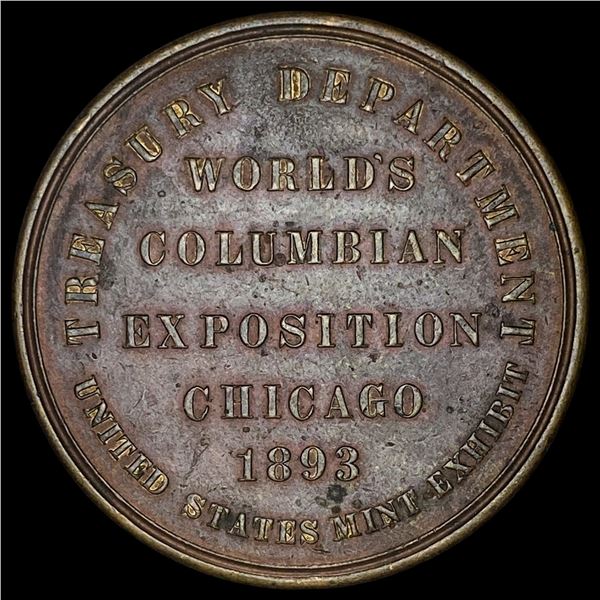 TREASURY DEPARTMENT
WORLD'S
COLUMBIAN
EXPOSITION
CHICAGO
1893
UNITED STATES MINT EXHIBIT